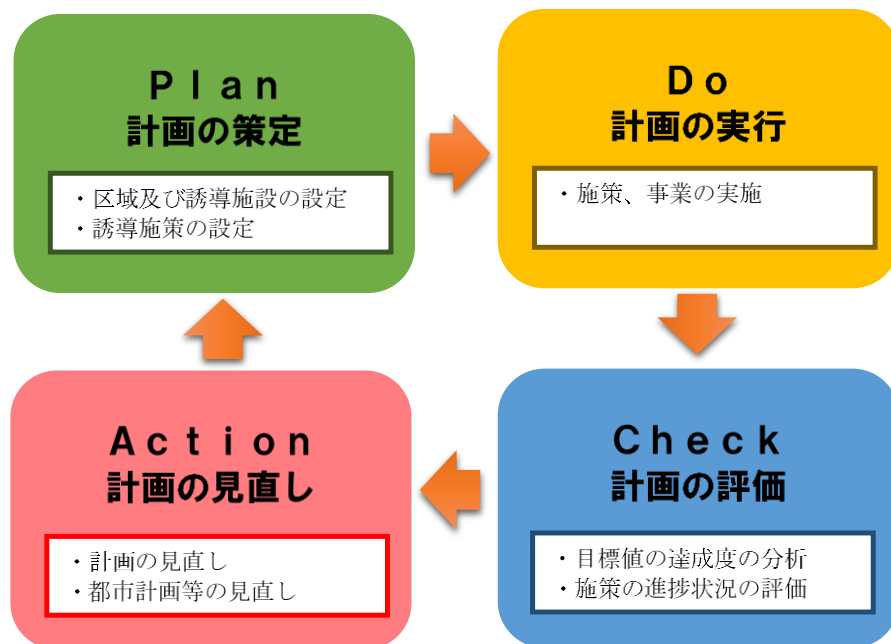 Ｐｌａｎ
計画の策定
・区域及び誘導施設の設定
・誘導施策の設定
Ｄｏ
計画の実行
・施策、事業の実施
Ｃｈｅｃｋ
計画の評価
・目標値の達成度の分析
・施策の進捗状況の評価
Ａｃｔｉｏｎ
計画の見直し
・計画の見直し
・都市計画等の見直し